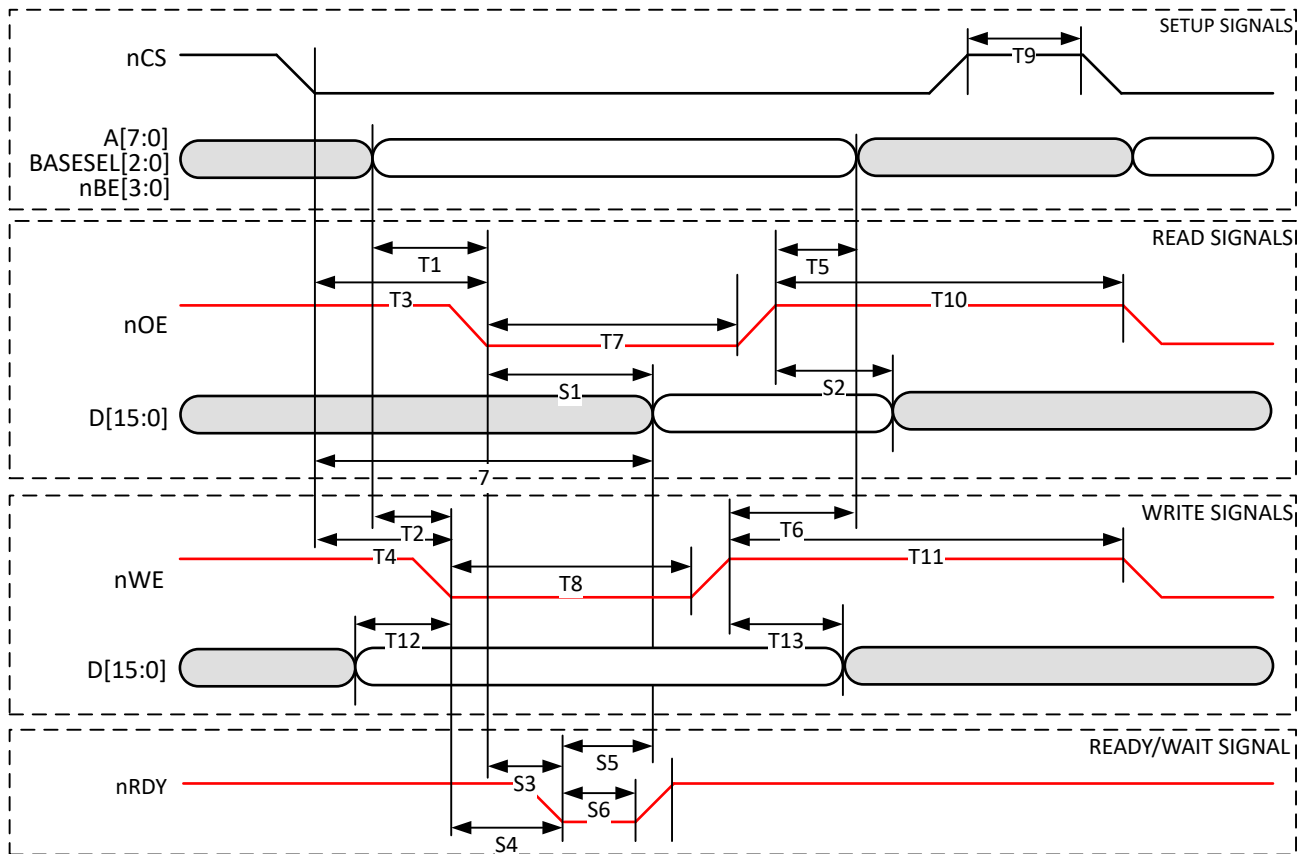 SETUP SIGNALS
nCS
T9
A[7:0]
BASESEL[2:0]
nBE[3:0]
READ SIGNALS
T1
T5
T3
T10
nOE
T7
S1
S2
D[15:0]
7
WRITE SIGNALS
T2
T6
T4
T11
nWE
T8
T12
T13
D[15:0]
READY/WAIT SIGNAL
S5
nRDY
S3
S6
S4